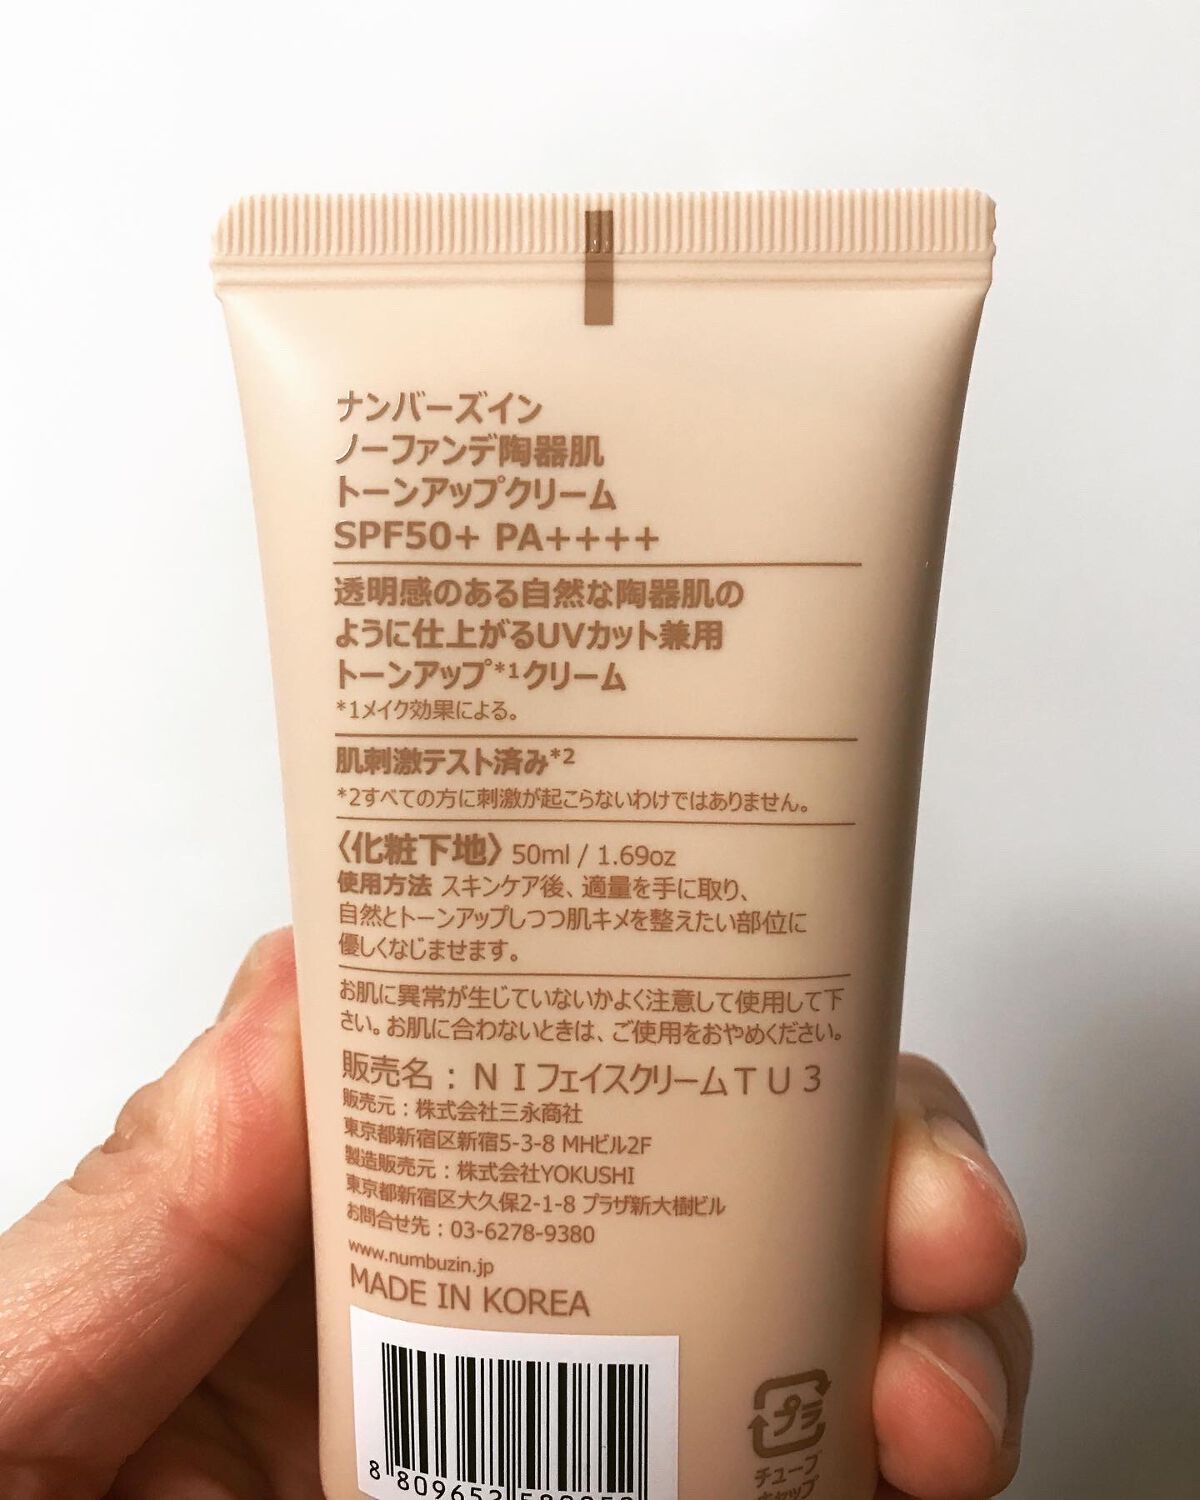 ナンバーズイン
ノーファンデ陶器肌
トーンアップクリーム
SPF50+ PA++++
透明感のある自然な陶器肌の
ように仕上がるUVカット兼用
トーンアップ*1クリーム
*1メイク効果による。
肌刺激テスト済み*2
*2すべての方に刺激が起こらないわけではありません。
〈化粧下地〉 50ml / 1.69oz
使用方法 スキンケア後、適量を手に取り、
自然とトーンアップしつつ肌キメを整えたい部位に
優しくなじませます。
お肌に異常が生じていないかよく注意して使用して下
さい。お肌に合わないときは、ご使用をおやめください。
販売名：ＮＩフェイスクリームＴＵ３
販売元：株式会社三永商社
東京都新宿区新宿5-3-8 MHビル2F
製造販売元：株式会社YOKUSHI
東京都新宿区大久保2-1-8 プラザ新大樹ビル
お問合せ先：03-6278-9380
www.numbuzin.jp
MADE IN KOREA
プラ
チューブ
キャップ
8 809652